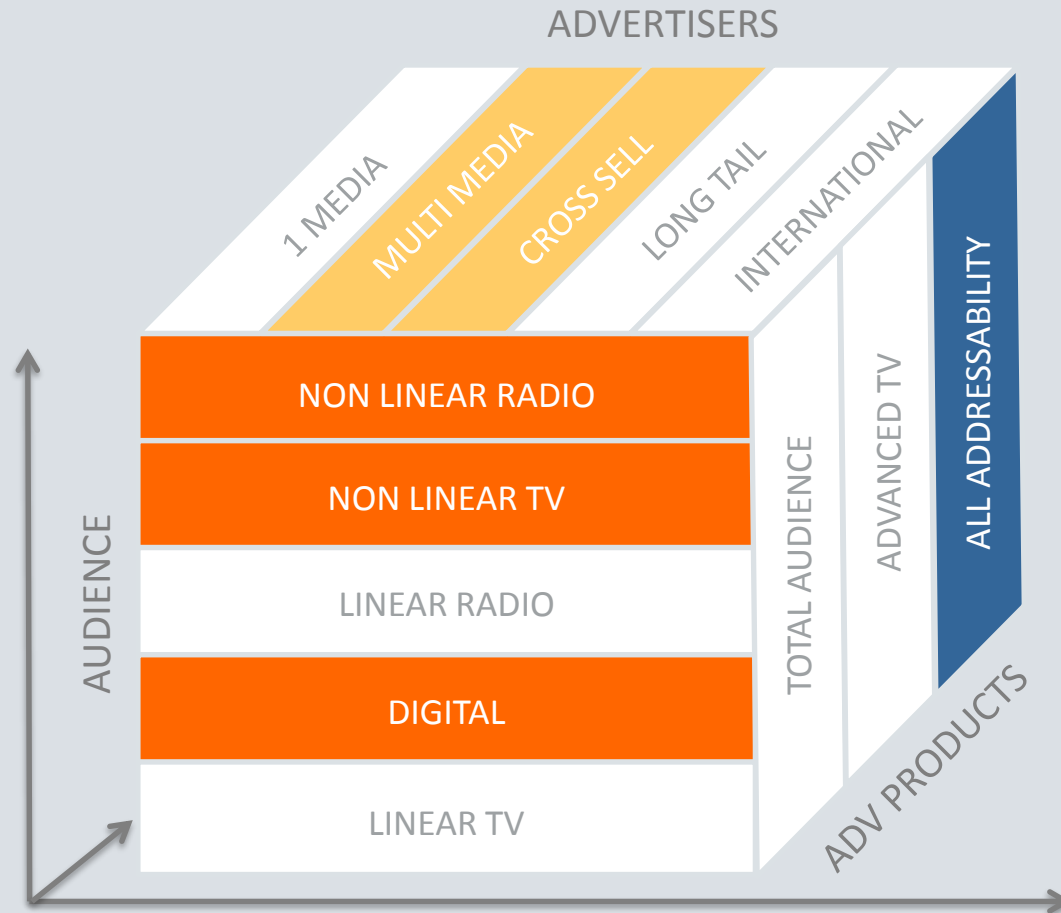 ADVERTISERS
1 MEDIA
MULTI MEDIA
CROSS SELL
LONG TAIL
INTERNATIONAL
AUDIENCE
NON LINEAR RADIO
NON LINEAR TV
LINEAR RADIO
DIGITAL
LINEAR TV
TOTAL AUDIENCE
ADVANCED TV
ALL ADDRESSABILITY
ADV PRODUCTS